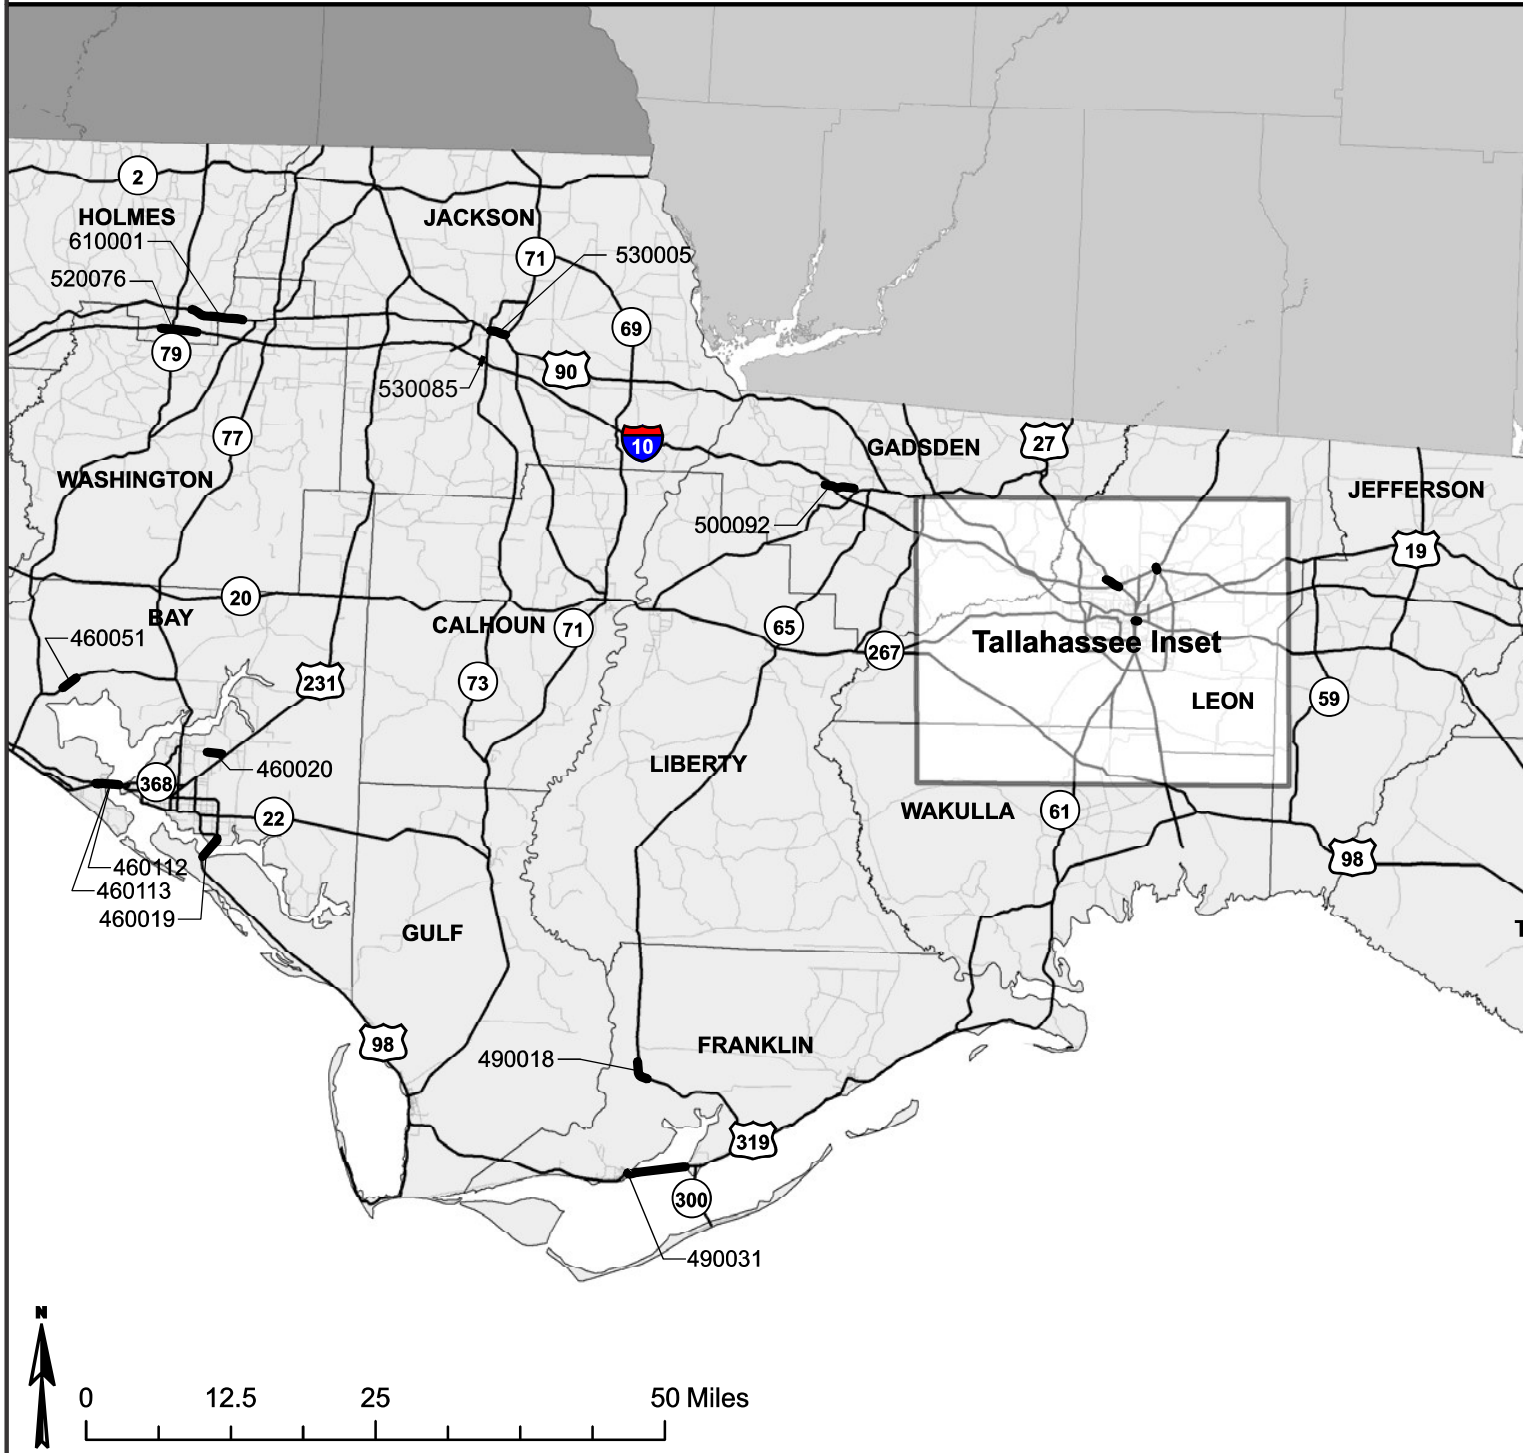 2
HOLMES
JACKSON
610001
71
530005
520076
69
79
90
530085
77
10
GADSDEN
27
WASHINGTON
JEFFERSON
500092
19
20
BAY
CALHOUN
71
65
460051
267
Tallahassee Inset
231
73
LEON
59
LIBERTY
460020
368
22
WAKULLA
61
98
460112
460113
460019
GULF
T
98
FRANKLIN
490018
319
300
490031
N
0 12.5 25 50 Miles